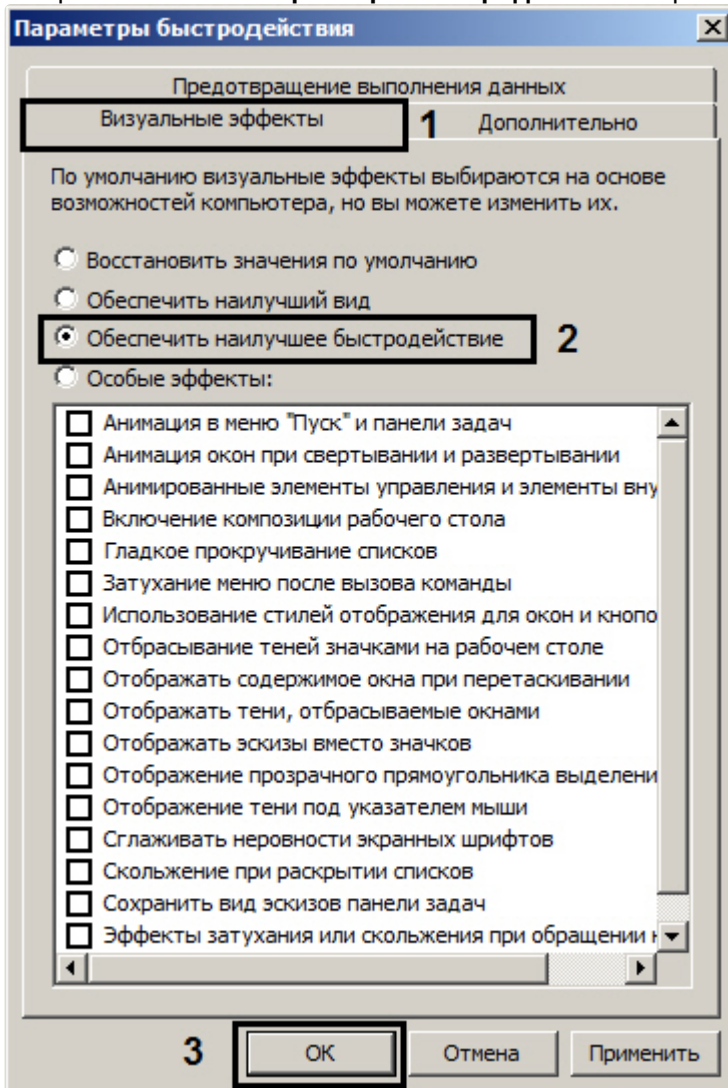 Параметры быстродействия
Предотвращение выполнения данных
Визуальные эффекты 1 Дополнительно
По умолчанию визуальные эффекты выбираются на основе
возможностей компьютера, но вы можете изменить их.
Восстановить значения по умолчанию
Обеспечить наилучший вид
Обеспечить наилучшее быстродействие 2
Особые эффекты:
Анимация в меню "Пуск" и панели задач
Анимация окон при свертывании и развертывании
Анимированные элементы управления и элементы вну
Включение композиции рабочего стола
Гладкое прокручивание списков
Затухание меню после вызова команды
Использование стилей отображения для окон и кнопо
Отбрасывание теней значками на рабочем столе
Отображать содержимое окна при перетаскивании
Отображать тени, отбрасываемые окнами
Отображать эскизы вместо значков
Отображение прозрачного прямоугольника выделени
Отображение тени под указателем мыши
Сглаживать неровности экранных шрифтов
Скольжение при раскрытии списков
Сохранить вид эскизов панели задач
Эффекты затухания или скольжения при обращении
3 ОК Отмена Применить